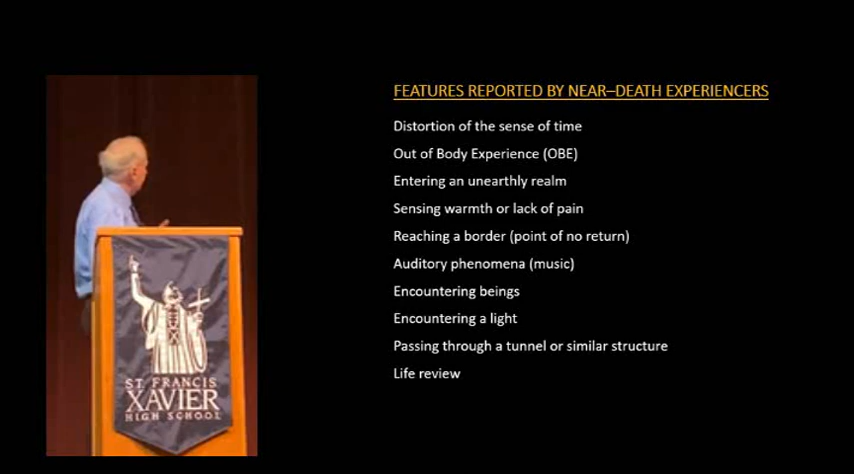 FEATURES REPORTED BY NEAR–DEATH EXPERIENCERS
Distortion of the sense of time
Out of Body Experience (OBE)
Entering an unearthly realm
Sensing warmth or lack of pain
Reaching a border (point of no return)
Auditory phenomena (music)
Encountering beings
Encountering a light
Passing through a tunnel or similar structure
Life review
ST. FRANCIS
XAVIER
HIGH SCHOOL